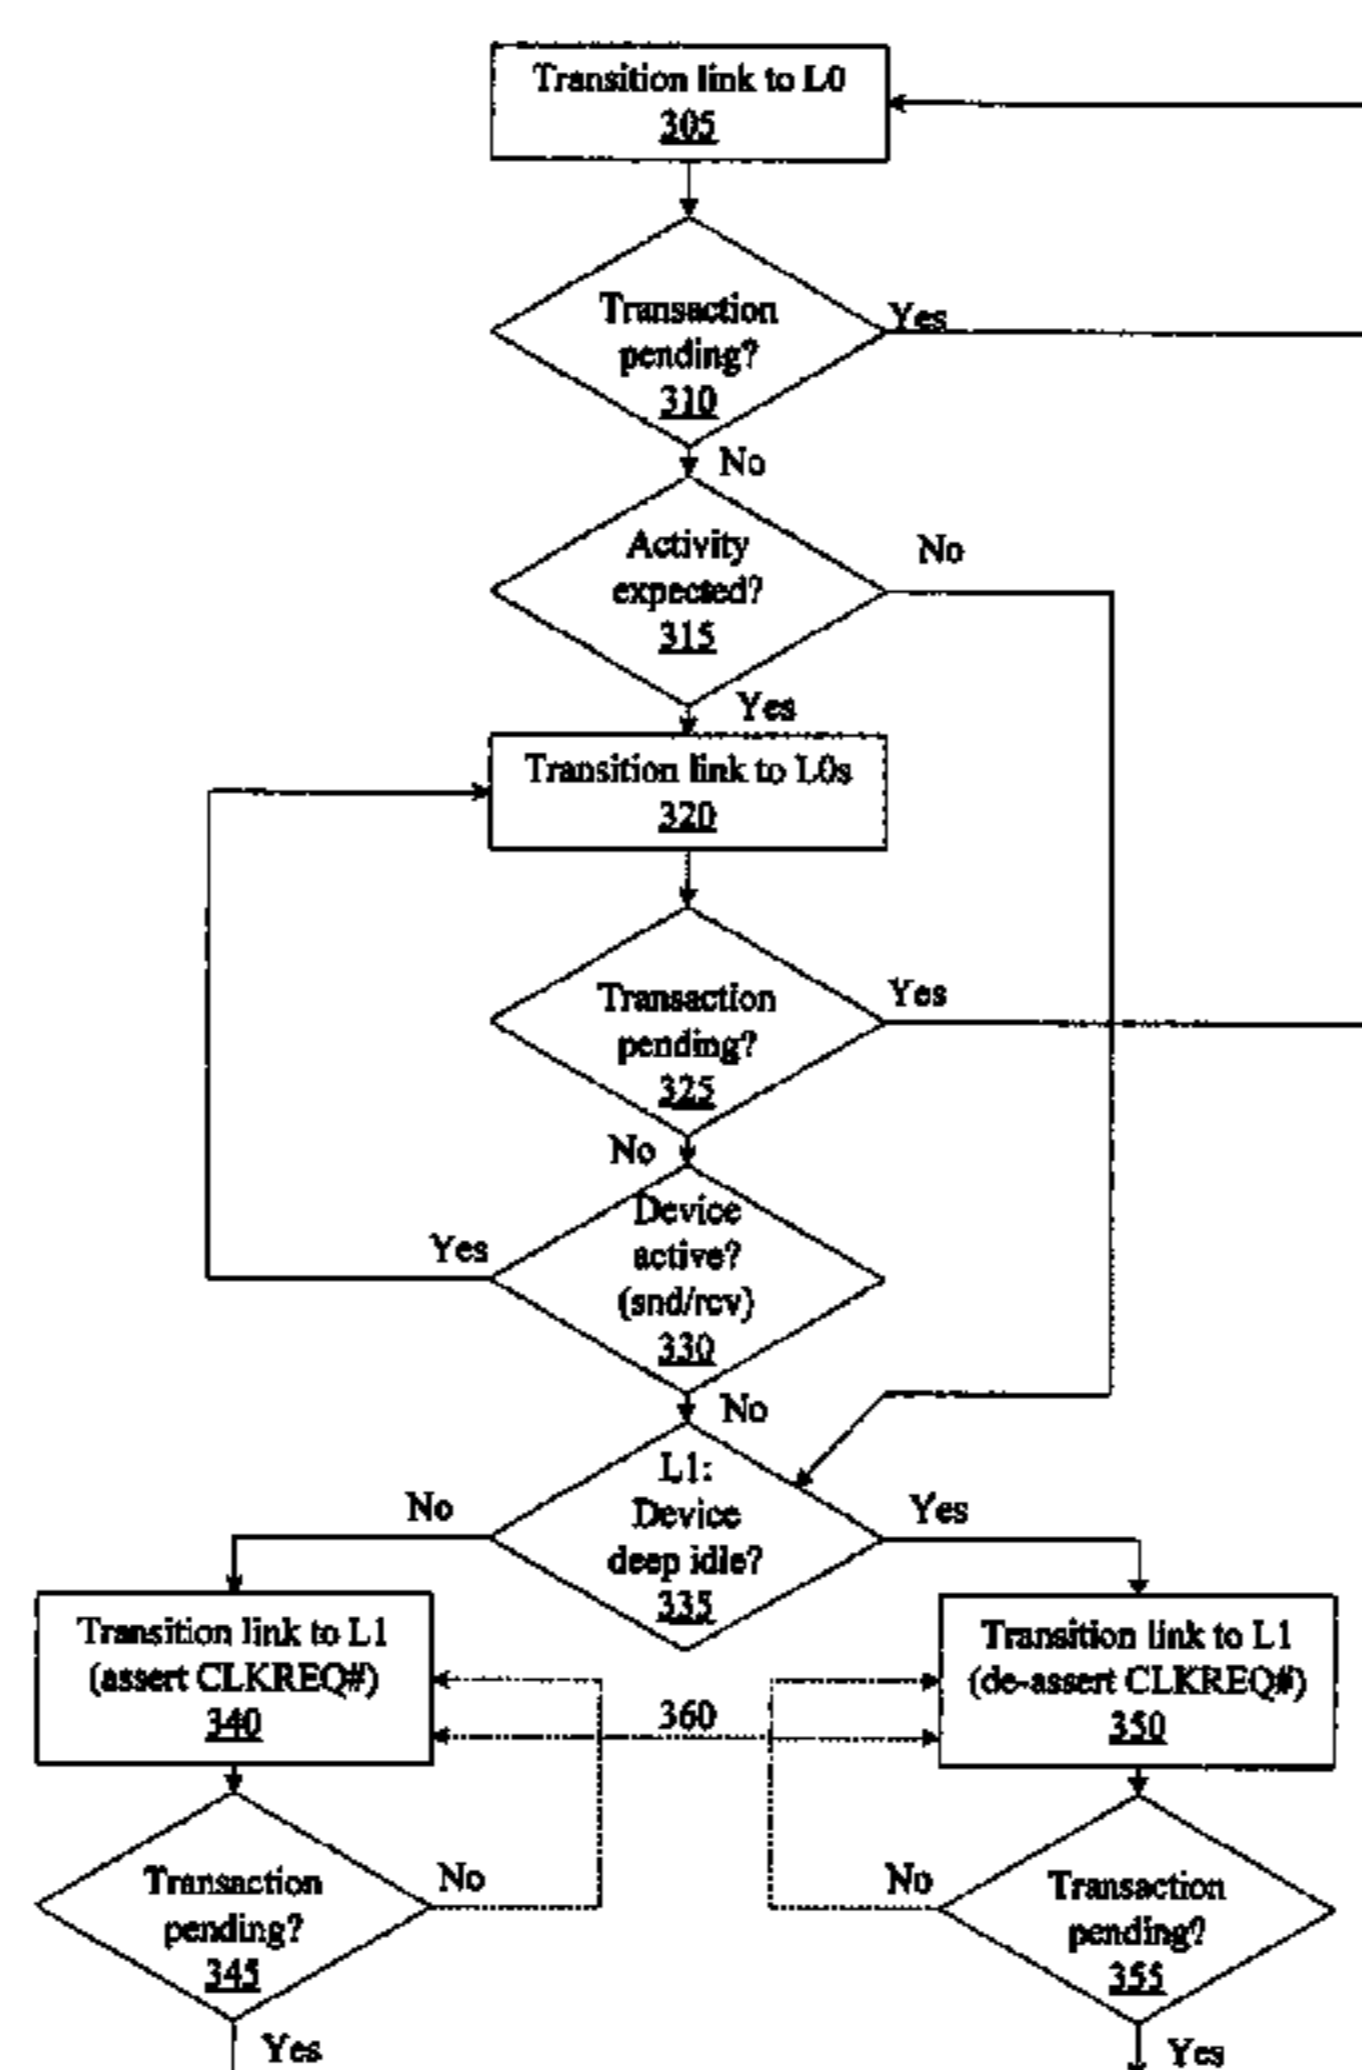 Transition link to L0
305
Transaction
pending?
310
Yes
No
Activity
expected?
315
No
Yes
Transition link to L0s
320
Transaction
pending?
325
Yes
No
Device
active?
(snd/rcv)
330
Yes
No
L1:
Device
deep idle?
335
No
Yes
Transition link to L1
(assert CLKREQ#)
340
360
Transition link to L1
(de-assert CLKREQ#)
350
Transaction
pending?
345
No
Yes
No
Transaction
pending?
355
Yes